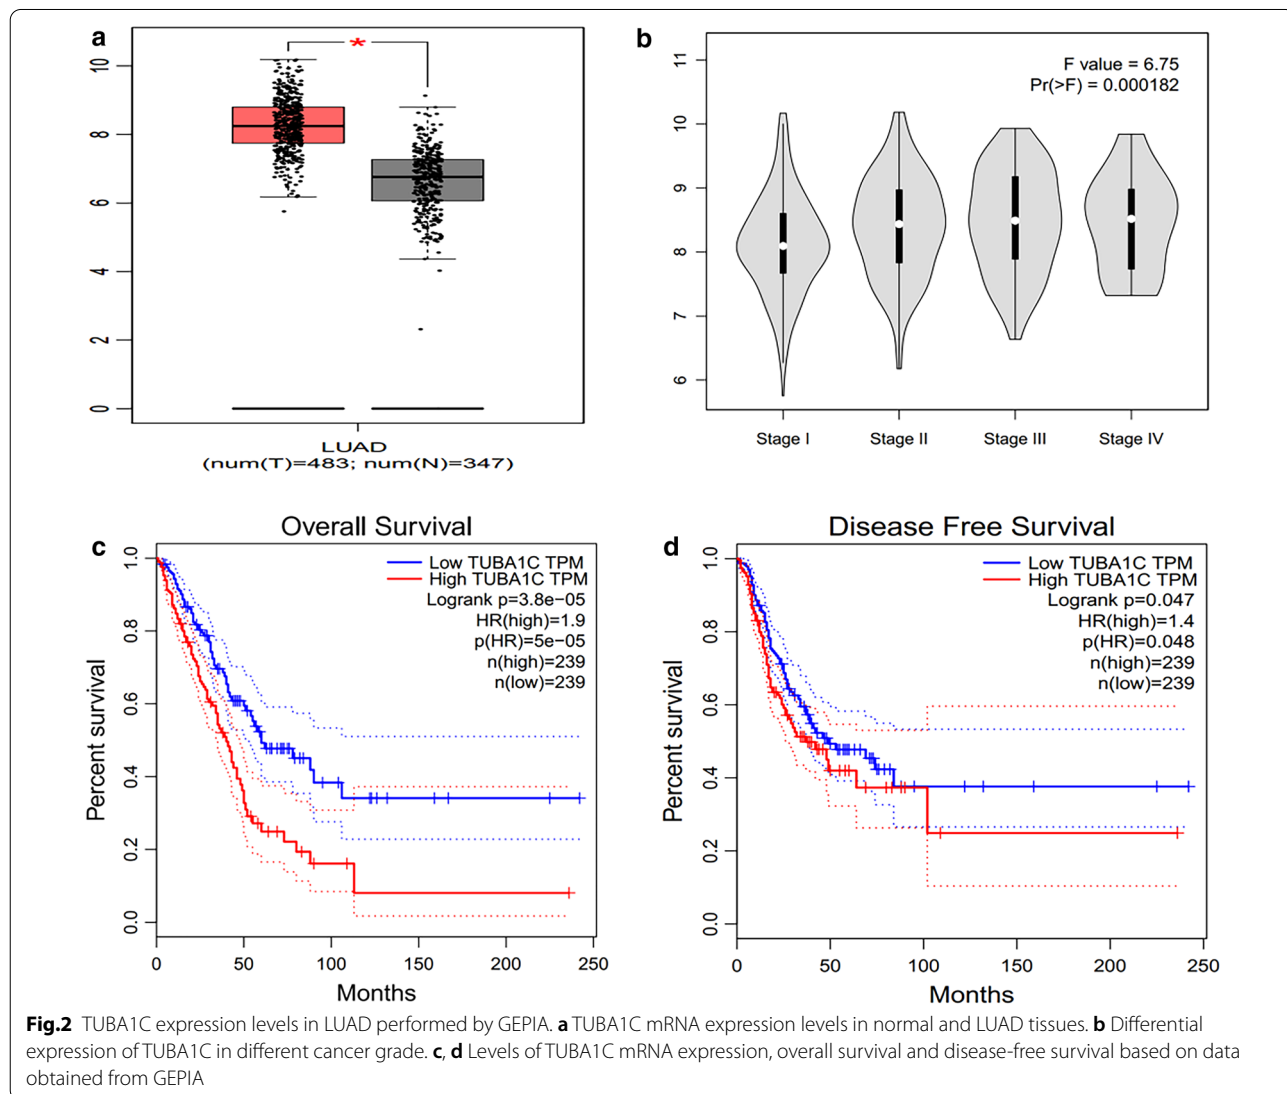 a
*
10
8
6
4
2
0
LUAD
(num(T)=483; num(N)=347)
b
F value = 6.75
Pr(>F) = 0.000182
11
10
9
8
7
6
Stage I
Stage II
Stage III
Stage IV
c
Overall Survival
Low TUBA1C TPM
High TUBA1C TPM
Logrank p=3.8e−05
HR(high)=1.9
p(HR)=5e−05
n(high)=239
n(low)=239
Percent survival
1.0
0.8
0.6
0.4
0.2
0.0
0
50
100
150
200
250
Months
d
Disease Free Survival
Low TUBA1C TPM
High TUBA1C TPM
Logrank p=0.047
HR(high)=1.4
p(HR)=0.048
n(high)=239
n(low)=239
Percent survival
1.0
0.8
0.6
0.4
0.2
0.0
0
50
100
150
200
250
Months
Fig.2 TUBA1C expression levels in LUAD performed by GEPIA. a TUBA1C mRNA expression levels in normal and LUAD tissues. b Differential
expression of TUBA1C in different cancer grade. c, d Levels of TUBA1C mRNA expression, overall survival and disease-free survival based on data
obtained from GEPIA